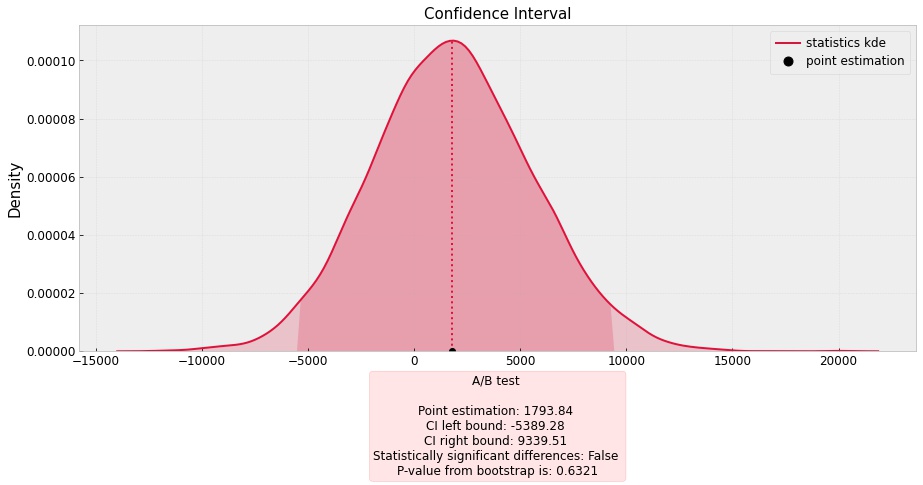 Confidence Interval
statistics kde
point estimation
Density
0.00010
0.00008
0.00006
0.00004
0.00002
0.00000
−15000
−10000
−5000
0
5000
10000
15000
20000
A/B test
Point estimation: 1793.84
CI left bound: -5389.28
CI right bound: 9339.51
Statistically significant differences: False
P-value from bootstrap is: 0.6321